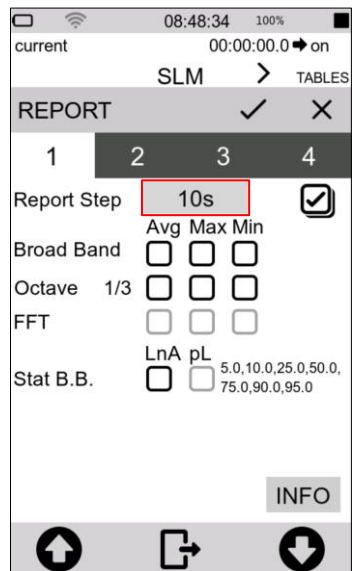 08:48:34 100%
current 00:00:00.0 on
SLM > TABLES
REPORT
1 2 3 4
Report Step 10s
Avg Max Min
Broad Band
Octave 1/3
FFT
LnA pL
Stat B.B. 5.0,10.0,25.0,50.0,
75.0,90.0,95.0
INFO